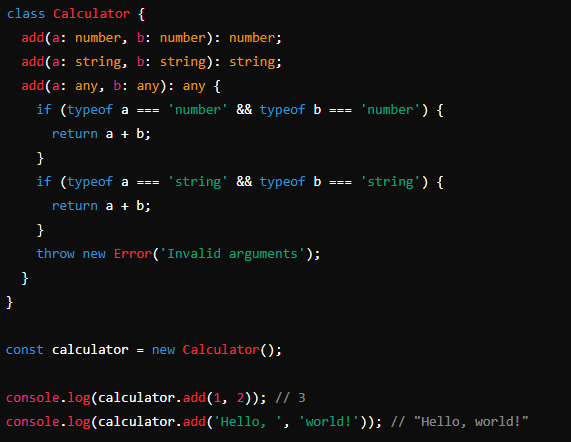 class Calculator {
  add(a: number, b: number): number;
  add(a: string, b: string): string;
  add(a: any, b: any): any {
    if (typeof a === 'number' && typeof b === 'number') {
      return a + b;
    }
    if (typeof a === 'string' && typeof b === 'string') {
      return a + b;
    }
    throw new Error('Invalid arguments');
  }
}

const calculator = new Calculator();

console.log(calculator.add(1, 2)); // 3
console.log(calculator.add('Hello, ', 'world!')); // "Hello, world!"